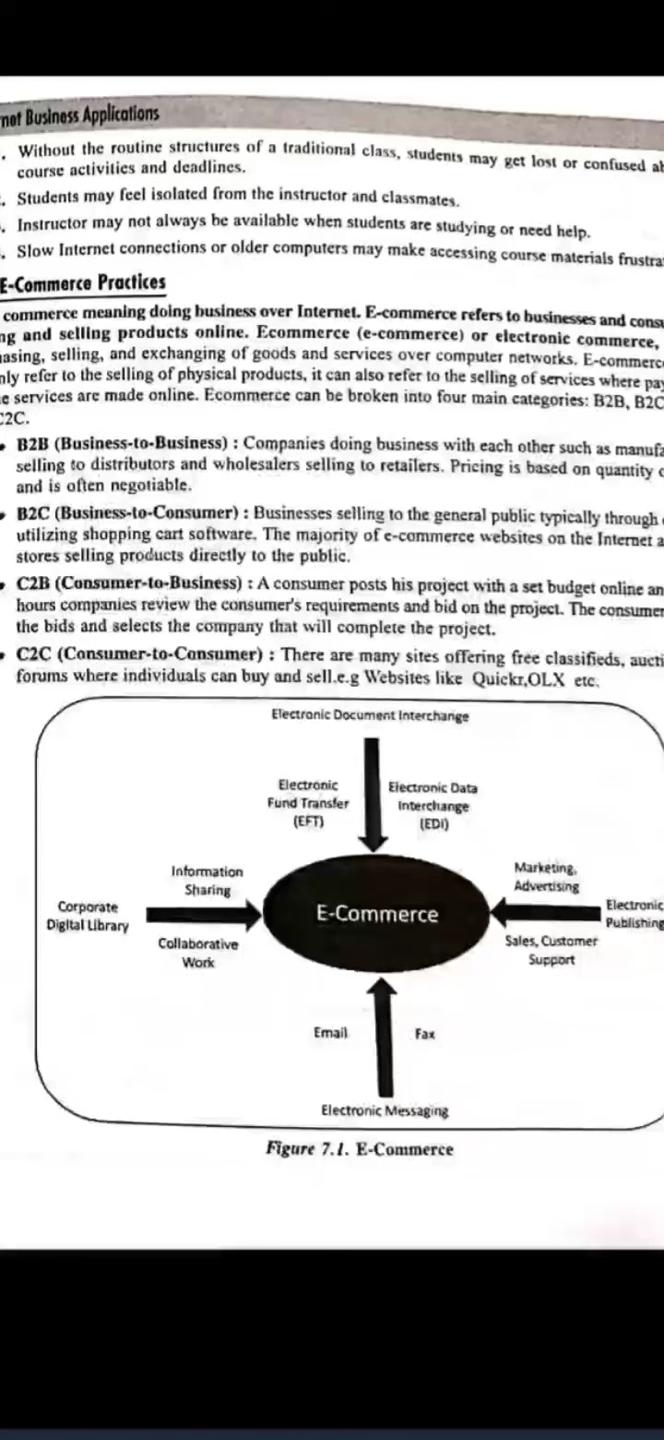 rnet Business Applications
. Without the routine structures of a traditional class, students may get lost or confused
course activities and deadlines.
. Students may feel isolated from the instructor and classmates.
. Instructor may not always be available when students are studying or need help.
. Slow Internet connections or older computers may make accessing course materials
E-Commerce Practices
commerce meaning doing business over Internet. E-commerce refers to businesses and
ng and selling products online. Ecommerce (e-commerce) or electronic commerce,
asing, selling, and exchanging of goods and services over computer networks.
nly refer to the selling of physical products, it can also refer to the selling of services where
e services are made online. Ecommerce can be broken into four main categories: B2B, B2C
C2C.
• B2B (Business-to-Business) : Companies doing business with each other such as
selling to distributors and wholesalers selling to retailers. Pricing is based on quantity
and is often negotiable.
• B2C (Business-to-Consumer) : Businesses selling to the general public typically through
utilizing shopping cart software. The majority of e-commerce websites on the Internet
stores selling products directly to the public.
• C2B (Consumer-to-Business) : A consumer posts his project with a set budget online
hours companies review the consumer's requirements and bid on the project. The consumer
the bids and selects the company that will complete the project.
• C2C (Consumer-to-Consumer) : There are many sites offering free classifieds,
forums where individuals can buy and sell.e.g Websites like Quickr,OLX etc.
Electronic Document Interchange
Electronic
Fund Transfer
(EFT)
Electronic Data
Interchange
(EDI)
Information
Sharing
Marketing,
Advertising
Corporate
Digital Library
E-Commerce
Electronic
Publishing
Collaborative
Work
Sales, Customer
Support
Email
Fax
Electronic Messaging
Figure 7.1. E-Commerce